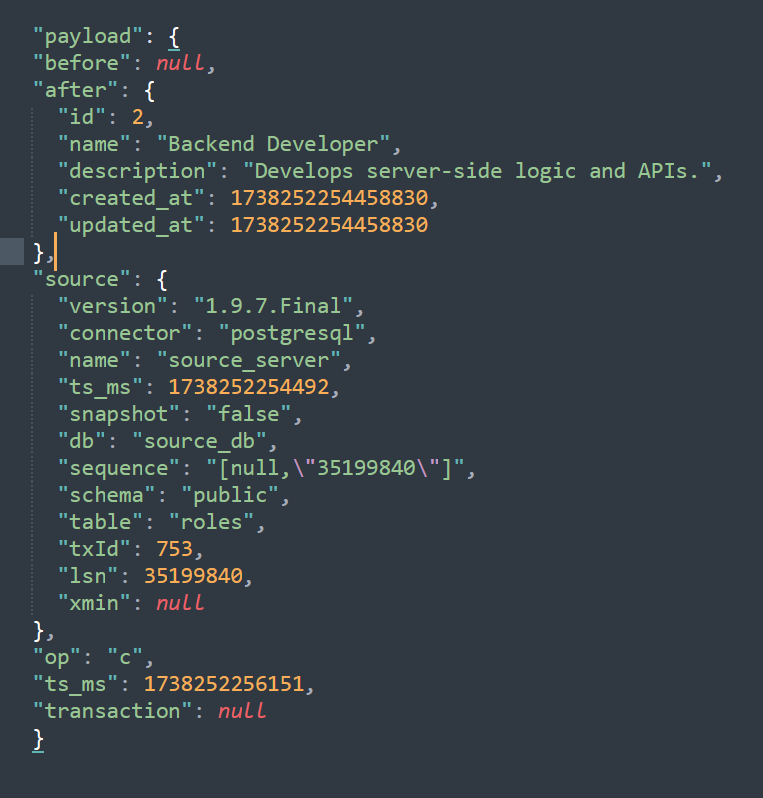 "payload": {
"before": null,
"after": {
"id": 2,
"name": "Backend Developer",
"description": "Develops server-side logic and APIs.",
"created_at": 1738252254458830,
"updated_at": 1738252254458830
},
"source": {
"version": "1.9.7.Final",
"connector": "postgresql",
"name": "source_server",
"ts_ms": 1738252254492,
"snapshot": "false",
"db": "source_db",
"sequence": "[null,\"35199840\"]",
"schema": "public",
"table": "roles",
"txId": 753,
"lsn": 35199840,
"xmin": null
},
"op": "c",
"ts_ms": 1738252256151,
"transaction": null
}